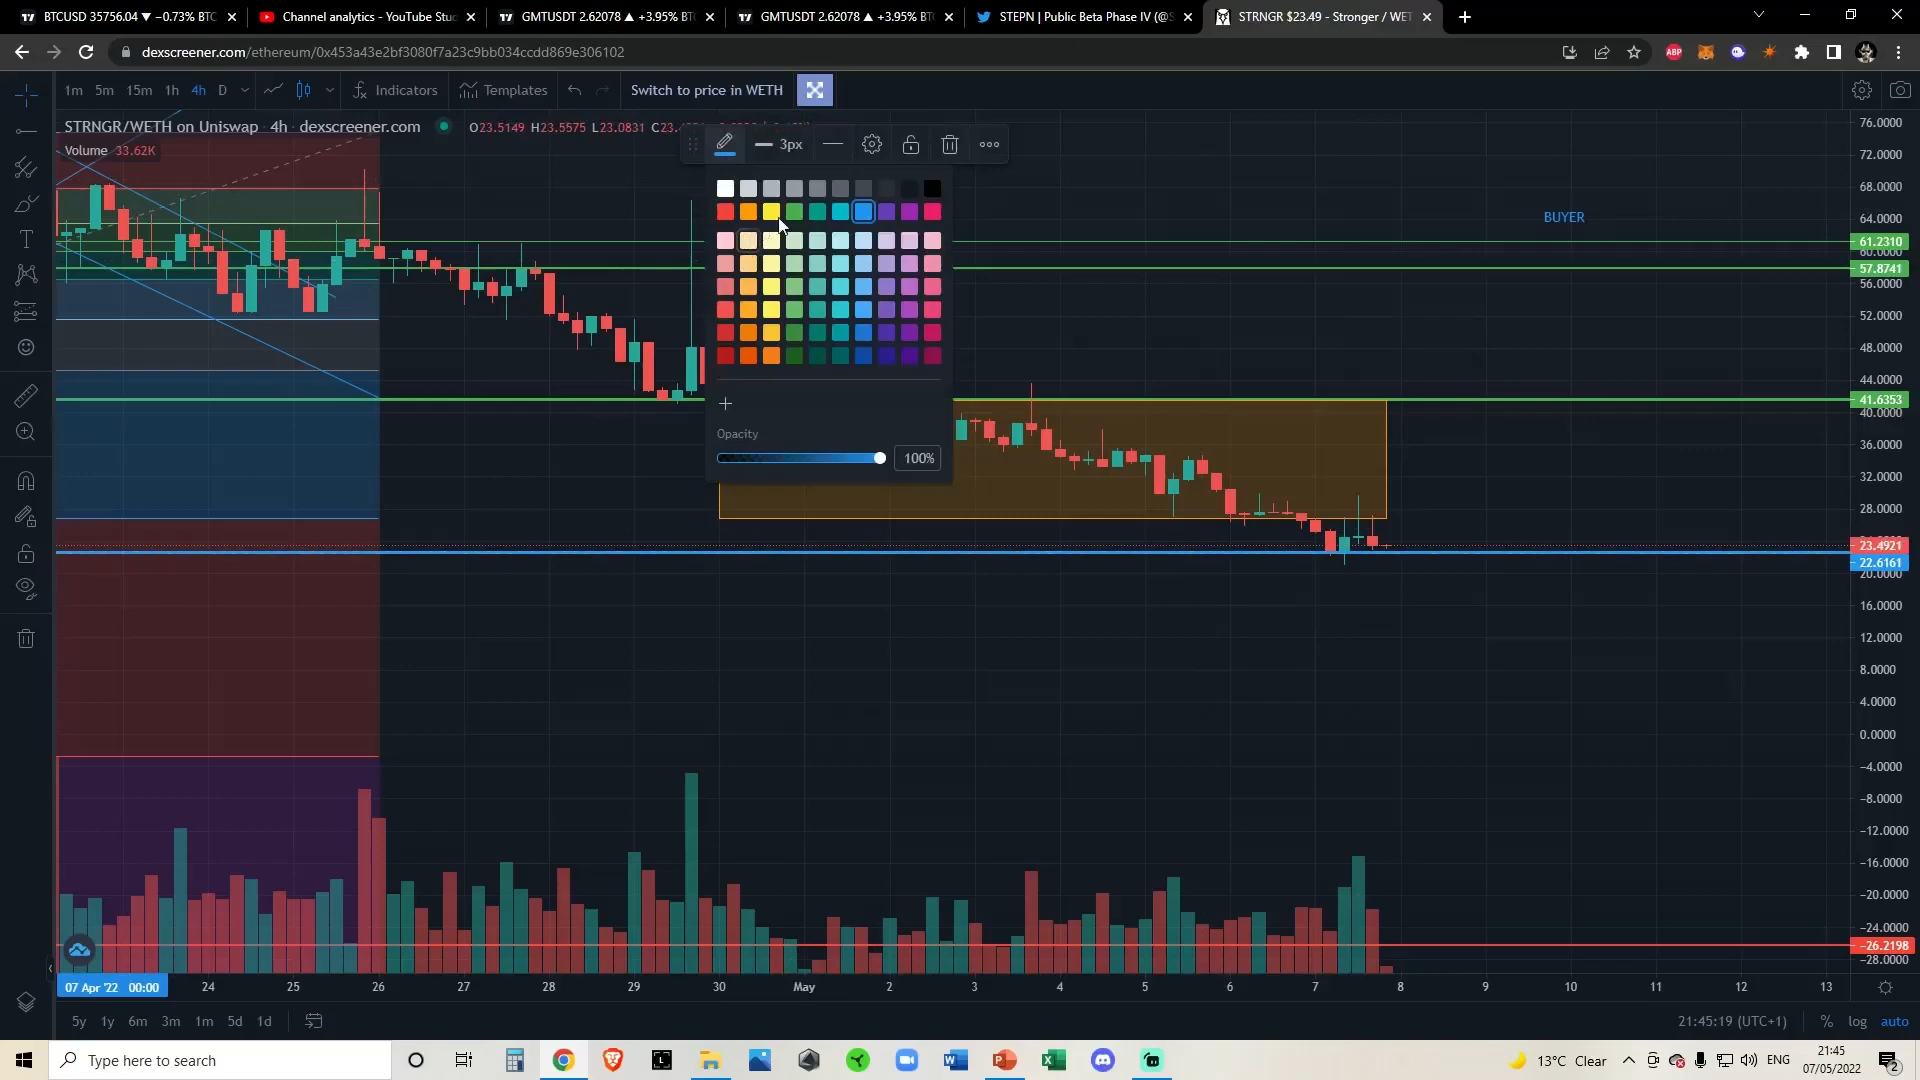 BTCUSD 35756.04 ▼ −0.73% BTC
Channel analytics - YouTube Stud
GMTUSDT 2.62078 ▲ +3.95% BT
GMTUSDT 2.62078 ▲ +3.95% BT
STEPN | Public Beta Phase IV (@S
STRNGR $23.49 - Stronger / WET
dexscreener.com/ethereum/0x453a43e2bf3080f7a23c9bb034ccdd869e306102
ABP
1m 5m 15m 1h 4h D Indicators Templates Switch to price in WETH
STRNGR/WETH on Uniswap · 4h · dexscreener.com O23.5149 H23.5575 L23.0831
Volume 33.62K
3px
BUYER
Opacity
100%
76.0000
72.0000
68.0000
64.0000
61.2310
60.0000
57.8741
56.0000
52.0000
48.0000
44.0000
41.6353
40.0000
36.0000
32.0000
28.0000
23.4921
22.6161
20.0000
16.0000
12.0000
8.0000
4.0000
0.0000
−4.0000
−8.0000
−12.0000
−16.0000
−20.0000
−24.0000
−26.2198
−28.0000
07 Apr '22 00:00 24 25 26 27 28 29 30 May 2 3 4 5 6 7 8 9 10 11 12 13
5y 1y 6m 3m 1m 5d 1d 21:45:19 (UTC+1) % log auto
Type here to search
13°C Clear
ENG
21:45
07/05/2022
2